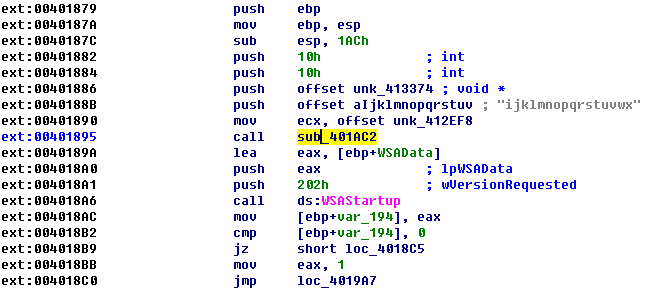 ext:00401879 push ebp
ext:0040187A mov ebp, esp
ext:0040187C sub esp, 1ACh
ext:00401882 push 10h ; int
ext:00401884 push 10h ; int
ext:00401886 push offset unk_413374 ; void *
ext:0040188B push offset aIjklmnopqrstuv ; "ijklmnopqrstuvwx"
ext:00401890 mov ecx, offset unk_412EF8
ext:00401895 call sub_401AC2
ext:0040189A lea eax, [ebp+WSAData]
ext:004018A0 push eax ; lpWSAData
ext:004018A1 push 202h ; wVersionRequested
ext:004018A6 call ds:WSAStartup
ext:004018AC mov [ebp+var_194], eax
ext:004018B2 cmp [ebp+var_194], 0
ext:004018B9 jz short loc_4018C5
ext:004018BB mov eax, 1
ext:004018C0 jmp loc_4019A7